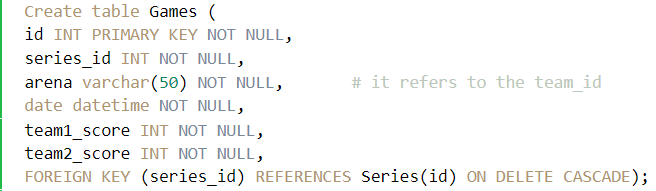 Create table Games (
id INT PRIMARY KEY NOT NULL,
series_id INT NOT NULL,
arena varchar(50) NOT NULL, # it refers to the team_id
date datetime NOT NULL,
team1_score INT NOT NULL,
team2_score INT NOT NULL,
FOREIGN KEY (series_id) REFERENCES Series(id) ON DELETE CASCADE);